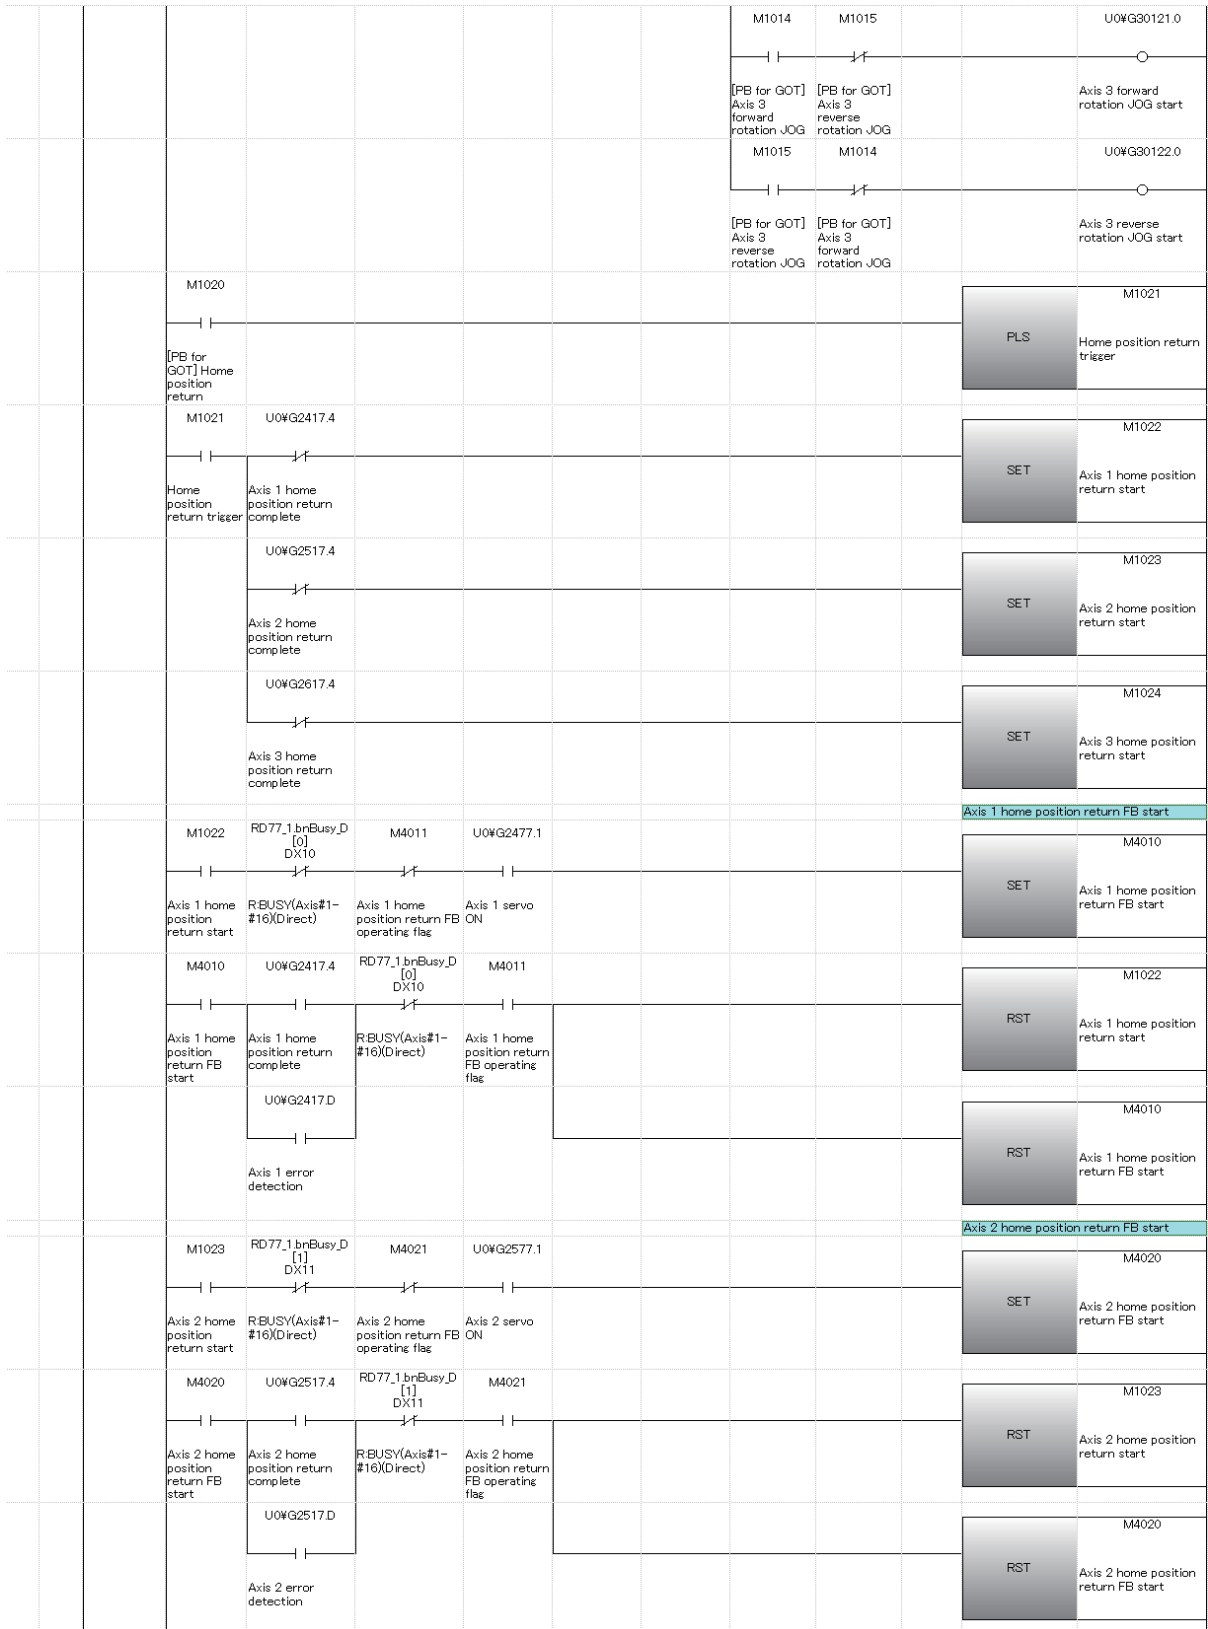 M1014 M1015 U0¥G30121.0
[PB for GOT] [PB for GOT] Axis 3 forward
Axis 3 Axis 3 rotation JOG start
forward reverse
rotation JOG rotation JOG
M1015 M1014 U0¥G30122.0
[PB for GOT] [PB for GOT] Axis 3 reverse
Axis 3 Axis 3 rotation JOG start
reverse forward
rotation JOG rotation JOG
M1020 M1021
PLS Home position return
trigger
[PB for
GOT] Home
position
return
M1021 U0¥G2417.4 M1022
SET Axis 1 home position
return start
Home Axis 1 home
position position return
return trigger complete
U0¥G2517.4 M1023
SET Axis 2 home position
return start
Axis 2 home
position return
complete
U0¥G2617.4 M1024
SET Axis 3 home position
return start
Axis 3 home
position return
complete
Axis 1 home position return FB start
M1022 RD77_1.bnBusy_D M4011 U0¥G2477.1 M4010
[0]
DX10
SET Axis 1 home position
return FB start
Axis 1 home R:BUSY(Axis#1- Axis 1 home Axis 1 servo
position #16)(Direct) position return FB ON
return start operating flag
M4010 U0¥G2417.4 RD77_1.bnBusy_D M4011 M1022
[0]
DX10
RST Axis 1 home position
return start
Axis 1 home Axis 1 home R:BUSY(Axis#1- Axis 1 home
position position return #16)(Direct) position return
return FB complete FB operating
start flag
U0¥G2417.D M4010
RST Axis 1 home position
return FB start
Axis 1 error
detection
Axis 2 home position return FB start
M1023 RD77_1.bnBusy_D M4021 U0¥G2577.1 M4020
[1]
DX11
SET Axis 2 home position
return FB start
Axis 2 home R:BUSY(Axis#1- Axis 2 home Axis 2 servo
position #16)(Direct) position return FB ON
return start operating flag
M4020 U0¥G2517.4 RD77_1.bnBusy_D M4021 M1023
[1]
DX11
RST Axis 2 home position
return start
Axis 2 home Axis 2 home R:BUSY(Axis#1- Axis 2 home
position position return #16)(Direct) position return
return FB complete FB operating
start flag
U0¥G2517.D M4020
RST Axis 2 home position
return FB start
Axis 2 error
detection